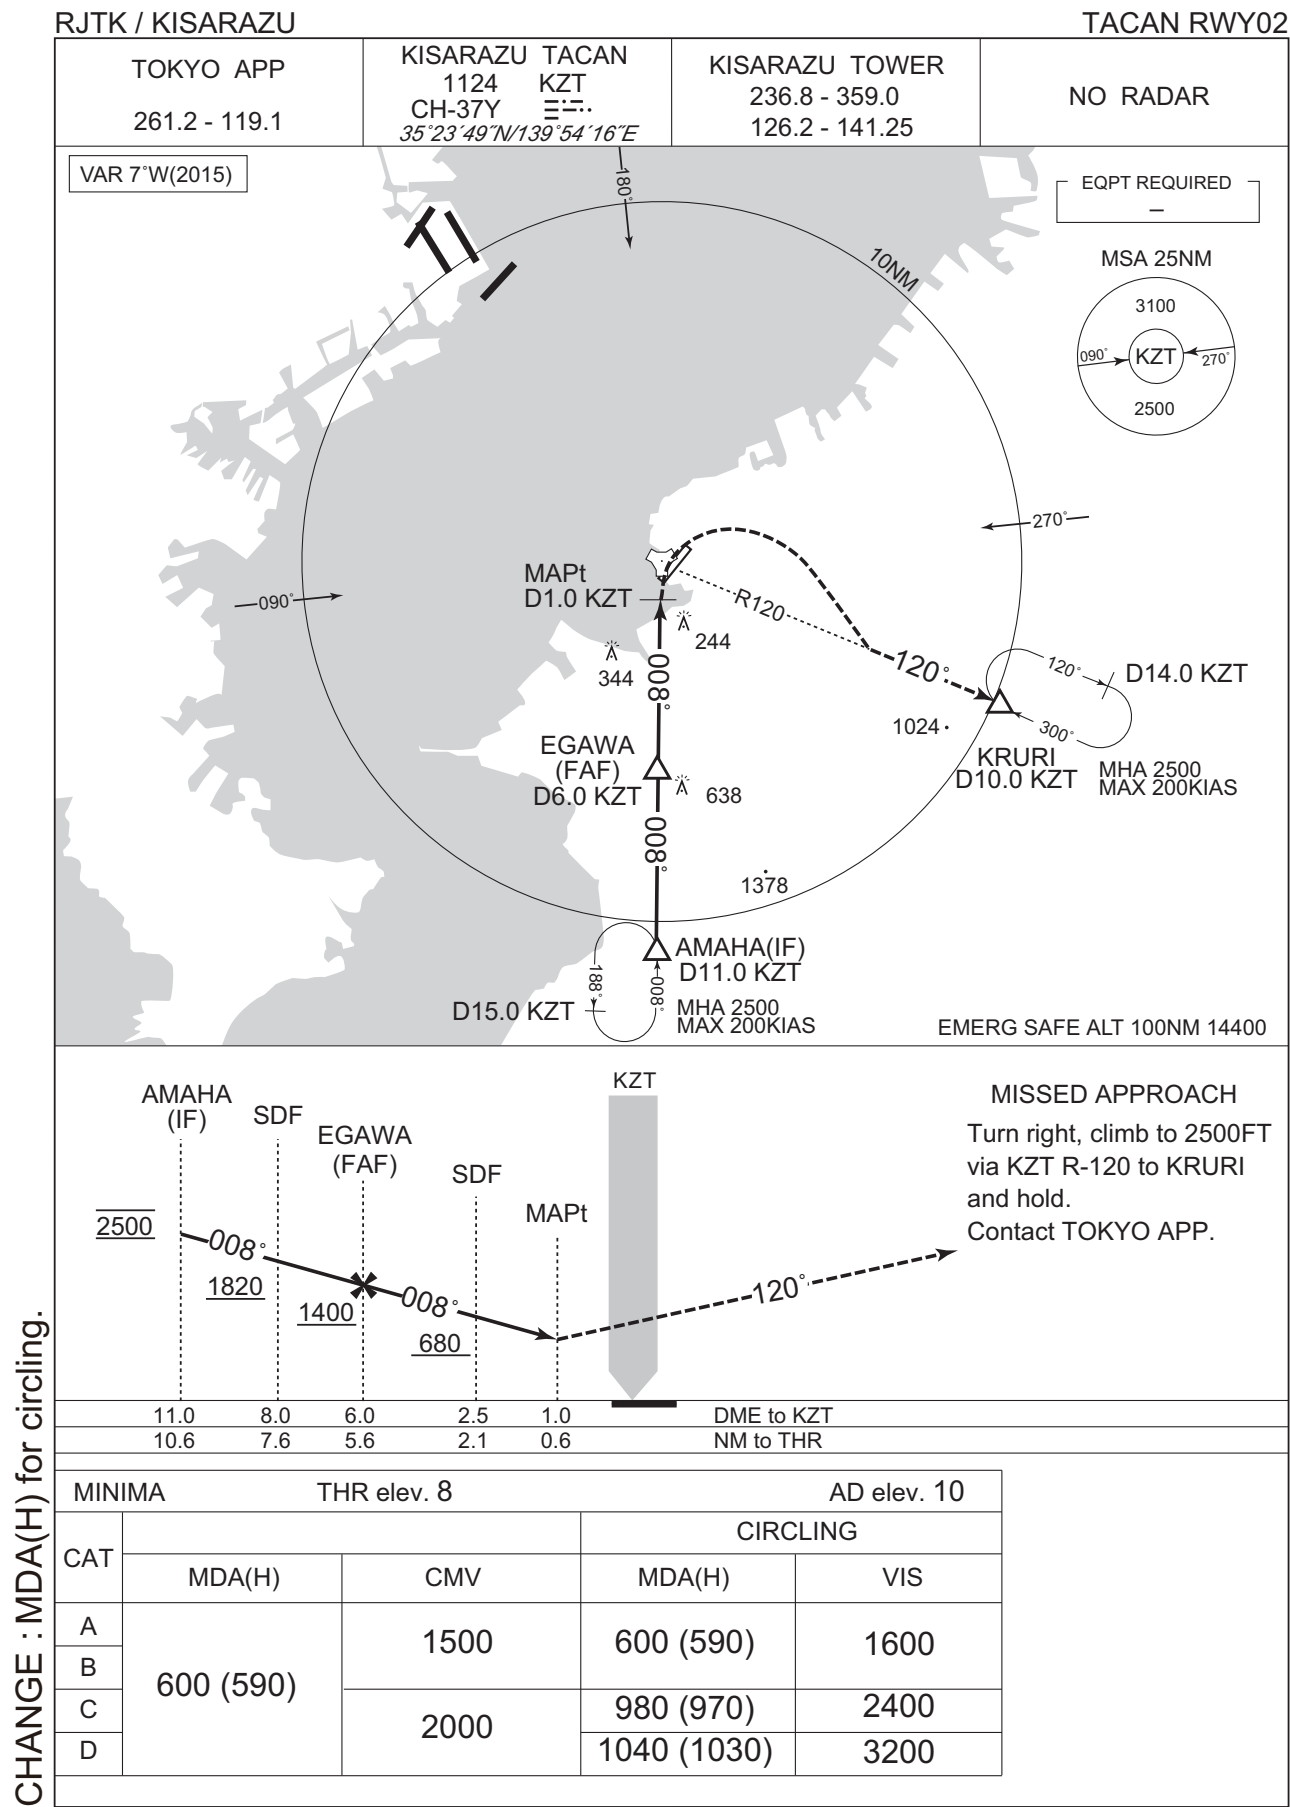 RJTK / KISARAZU
TACAN RWY02
TOKYO APP
261.2 - 119.1
KISARAZU TACAN
1124 KZT
CH-37Y
35°23´49˝N/139°54´16˝E
KISARAZU TOWER
236.8 - 359.0
126.2 - 141.25
NO RADAR
VAR 7°W(2015)
180°
EQPT REQUIRED
–
10NM
MSA 25NM
3100
090°
KZT
270°
2500
270°
090°
MAPt
D1.0 KZT
R120
244
344
008°
120°
120°
D14.0 KZT
1024
300°
KRURI
D10.0 KZT
MHA 2500
MAX 200KIAS
EGAWA
(FAF)
D6.0 KZT
638
008°
1378
AMAHA(IF)
D11.0 KZT
188°
008°
D15.0 KZT
MHA 2500
MAX 200KIAS
EMERG SAFE ALT 100NM 14400
AMAHA
(IF)
SDF
EGAWA
(FAF)
SDF
MAPt
KZT
MISSED APPROACH
Turn right, climb to 2500FT
via KZT R-120 to KRURI
and hold.
Contact TOKYO APP.
2500
008°
1820
1400
008°
680
120°
11.0 8.0 6.0 2.5 1.0 DME to KZT
10.6 7.6 5.6 2.1 0.6 NM to THR
MINIMA THR elev. 8 AD elev. 10
CAT
CIRCLING
MDA(H) CMV MDA(H) VIS
A
B
C
D
600 (590)
1500
2000
600 (590) 1600
980 (970) 2400
1040 (1030) 3200
CHANGE : MDA(H) for circling.